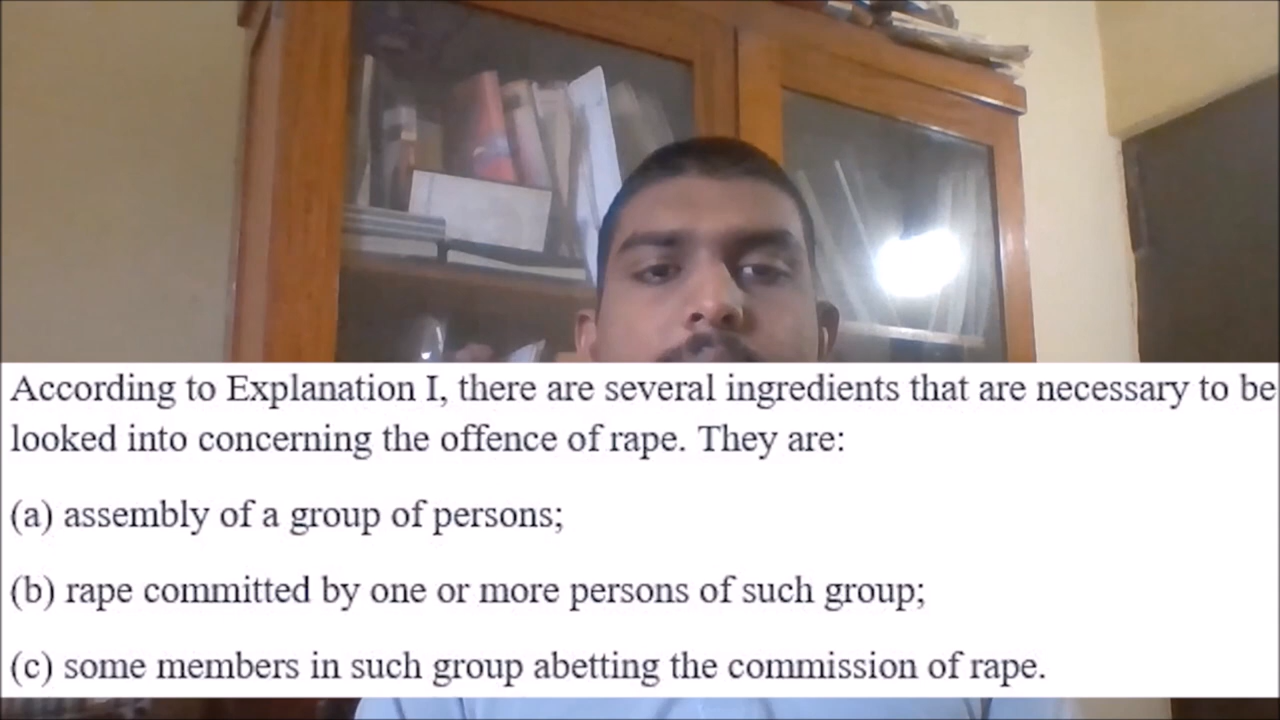 According to Explanation I, there are several ingredients that are necessary to be
looked into concerning the offence of rape. They are:
(a) assembly of a group of persons;
(b) rape committed by one or more persons of such group;
(c) some members in such group abetting the commission of rape.